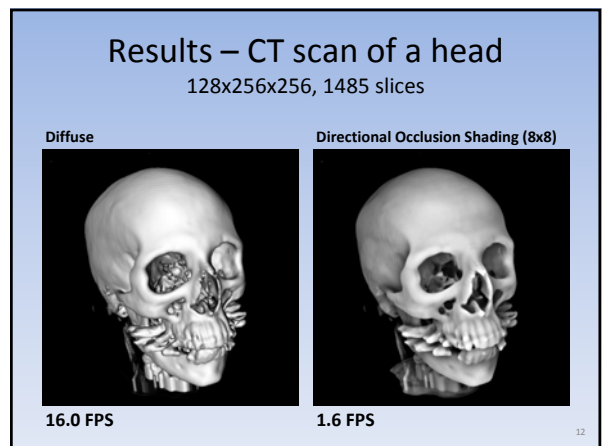 Results – CT scan of a head
128x256x256, 1485 slices
Diffuse
Directional Occlusion Shading (8x8)
16.0 FPS
1.6 FPS
12